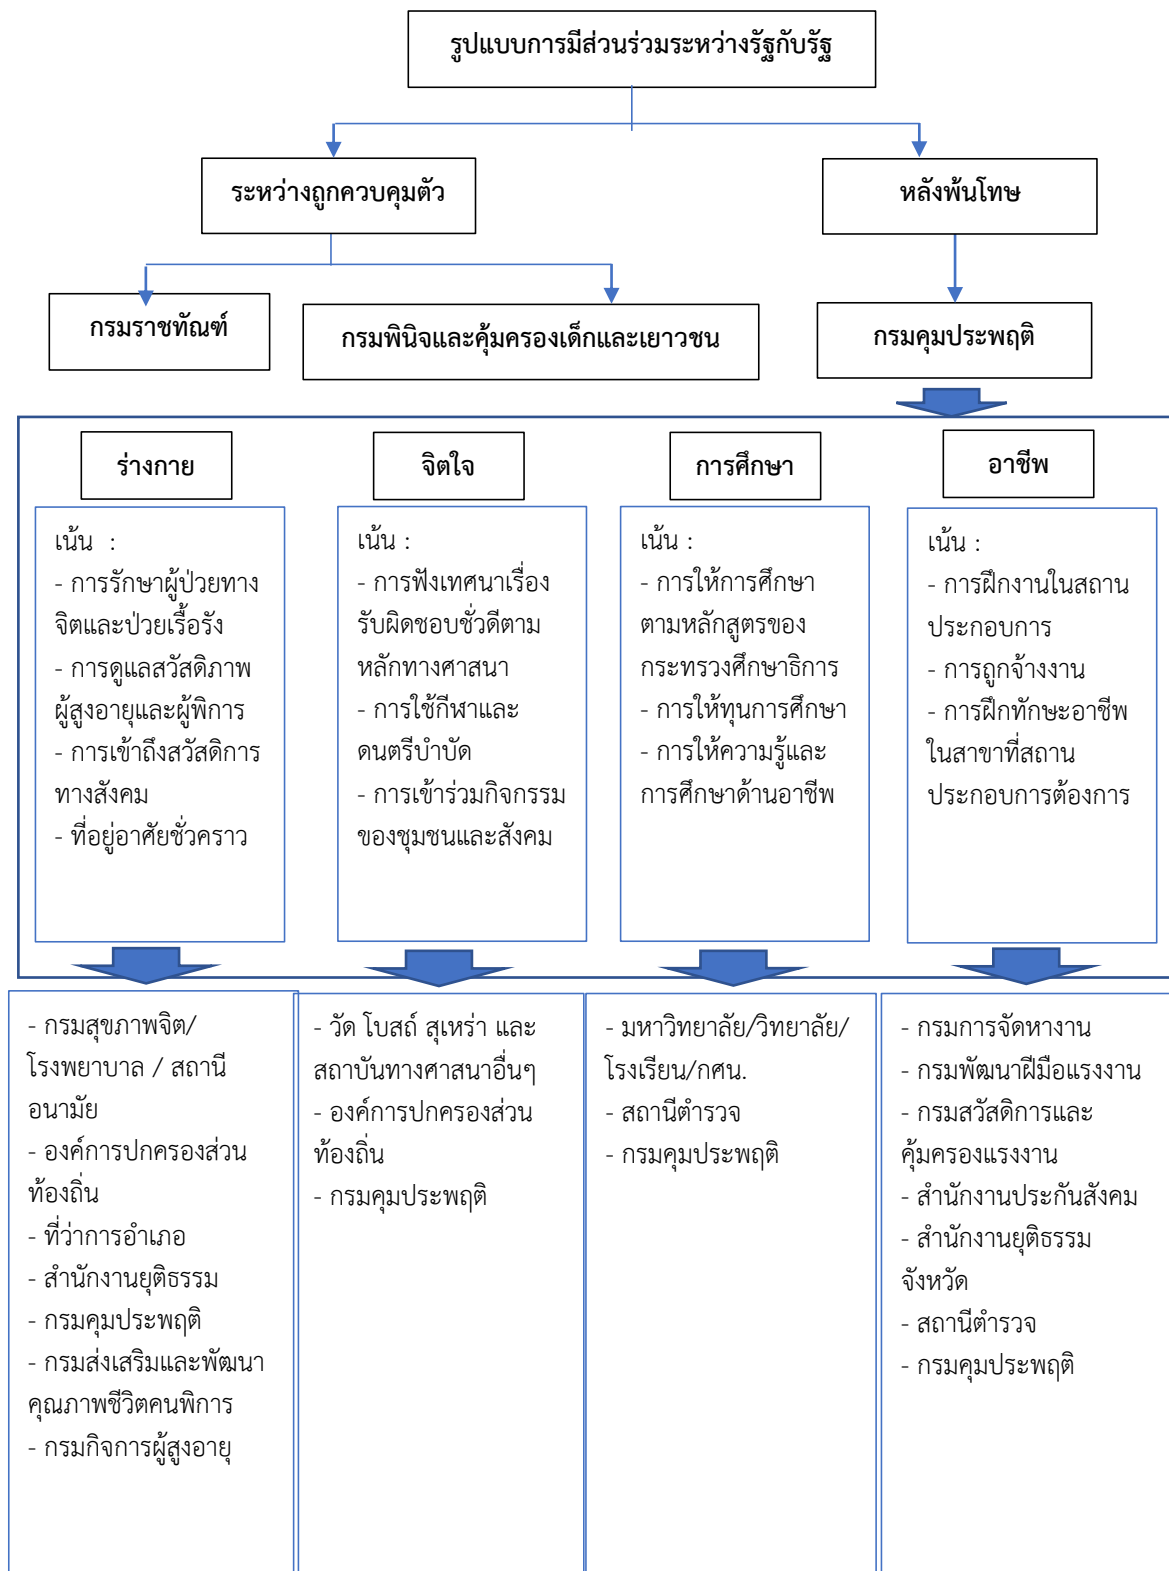 รูปแบบการมีส่วนร่วมระหว่างรัฐกับรัฐ
ระหว่างถูกควบคุมตัว
หลังพ้นโทษ
กรมราชทัณฑ์
กรมพินิจและคุ้มครองเด็กและเยาวชน
กรมคุมประพฤติ
ร่างกาย
เน้น :
- การรักษาผู้ป่วยทาง
จิตและป่วยเรื้อรัง
- การดูแลสวัสดิภาพ
ผู้สูงอายุและผู้พิการ
- การเข้าถึงสวัสดิการ
ทางสังคม
- ที่อยู่อาศัยชั่วคราว
จิตใจ
เน้น :
- การฟังเทศนาเรื่อง
รับผิดชอบชั่วดีตาม
หลักทางศาสนา
- การใช้กีฬาและ
ดนตรีบำบัด
- การเข้าร่วมกิจกรรม
ของชุมชนและสังคม
การศึกษา
เน้น :
- การให้การศึกษา
ตามหลักสูตรของ
กระทรวงศึกษาธิการ
- การให้ทุนการศึกษา
- การให้ความรู้และ
การศึกษาด้านอาชีพ
อาชีพ
เน้น :
- การฝึกงานในสถาน
ประกอบการ
- การถูกจ้างงาน
- การฝึกทักษะอาชีพ
ในสาขาที่สถาน
ประกอบการต้องการ
- กรมสุขภาพจิต/
โรงพยาบาล / สถานี
อนามัย
- องค์การปกครองส่วน
ท้องถิ่น
- ที่ว่าการอำเภอ
- สำนักงานยุติธรรม
- กรมคุมประพฤติ
- กรมส่งเสริมและพัฒนา
คุณภาพชีวิตคนพิการ
- กรมกิจการผู้สูงอายุ
- วัด โบสถ์ สุเหร่า และ
สถาบันทางศาสนาอื่นๆ
- องค์การปกครองส่วน
ท้องถิ่น
- กรมคุมประพฤติ
- มหาวิทยาลัย/วิทยาลัย/
โรงเรียน/กศน.
- สถานีตำรวจ
- กรมคุมประพฤติ
- กรมการจัดหางาน
- กรมพัฒนาฝีมือแรงงาน
- กรมสวัสดิการและ
คุ้มครองแรงงาน
- สำนักงานประกันสังคม
- สำนักงานยุติธรรม
จังหวัด
- สถานีตำรวจ
- กรมคุมประพฤติ